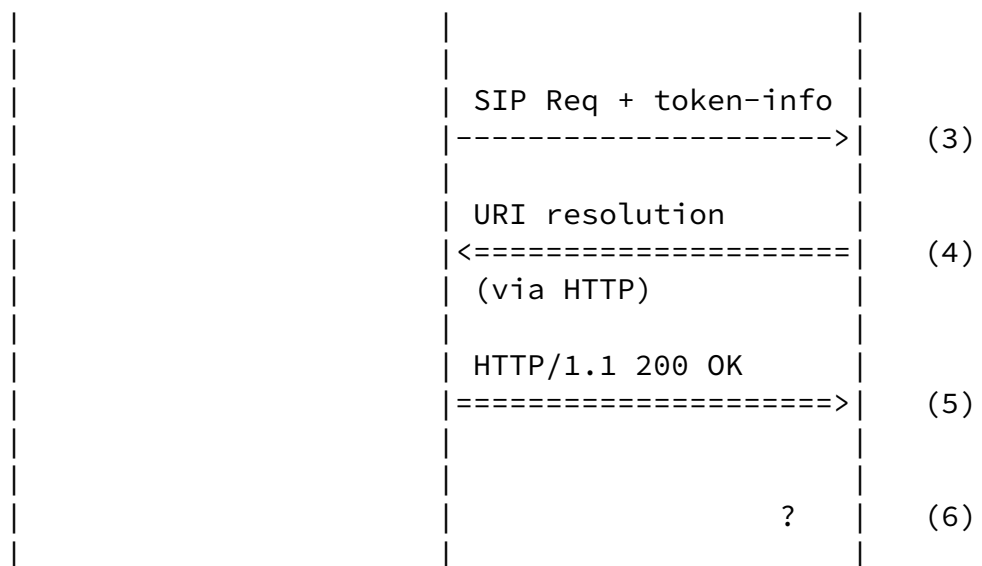 SIP Req + token-info
--------------------->| (3)
URI resolution
<=====================| (4)
(via HTTP)
HTTP/1.1 200 OK
=====================>| (5)
? (6)